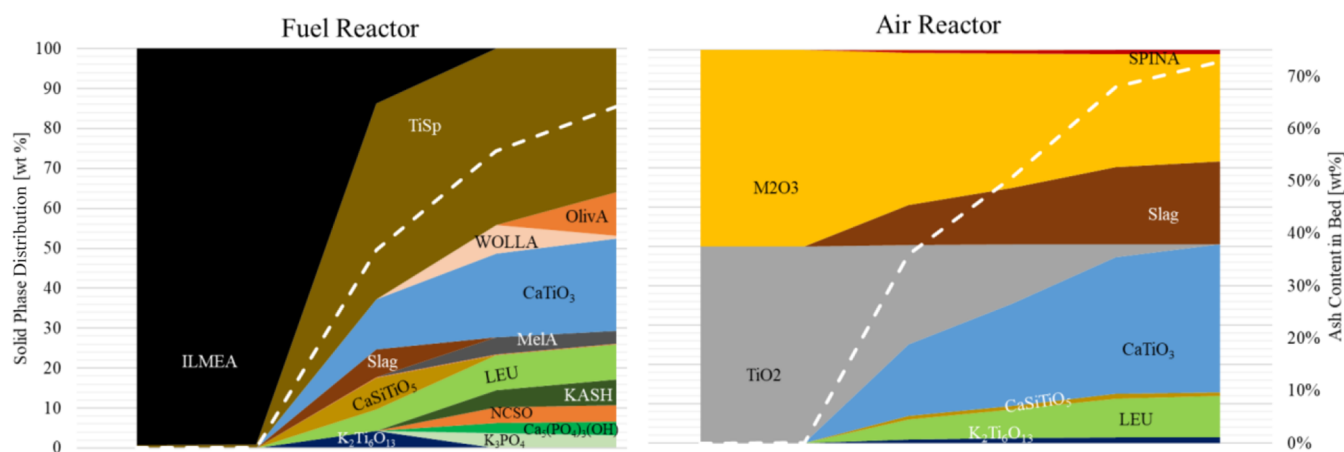 Fuel Reactor
Air Reactor
Solid Phase Distribution [wt %]
100
90
80
70
60
50
40
30
20
10
0
TiSp
OlivA
WOLLA
CaTiO₃
MelA
ILMEA
Slag
CaSiTiO₅
LEU
KASH
NCSO
Ca₅(PO₄)₃(OH)
K₂Ti₆O₁₃
K₃PO₄
SPINA
M2O3
Slag
TiO2
CaTiO₃
CaSiTiO₅
LEU
K₂Ti₆O₁₃
70%
60%
50%
40%
30%
20%
10%
0%
Ash Content in Bed [wt%]